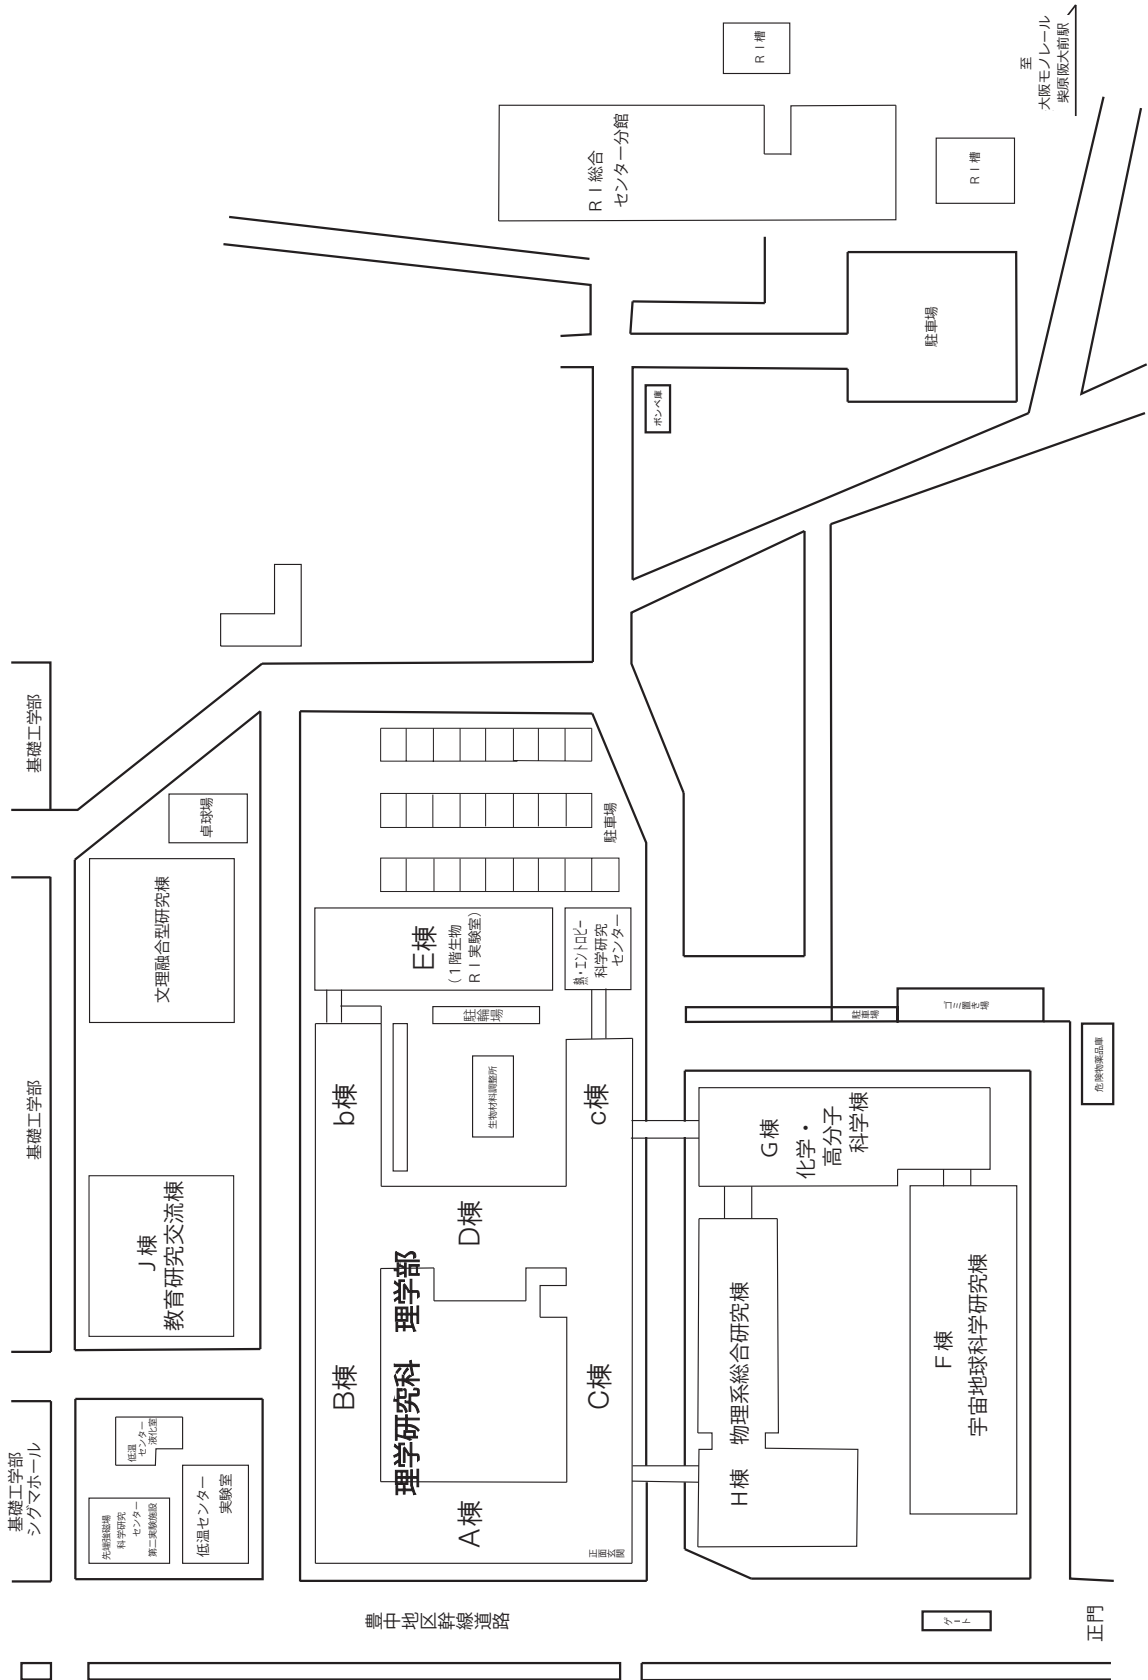 至
大阪モノレール
柴原阪大前駅
ＲＩ槽
ＲＩ総合
センター分館
ＲＩ槽
駐車場
ボンベ庫
基礎工学部
基礎工学部
基礎工学部
シグマホール
卓球場
文理融合型研究棟
Ｊ棟
教育研究交流棟
低温
センター
液化室
低温センター
実験室
先端強磁場
科学研究
センター
第二実験施設
駐車場
E棟
（１階生物
ＲＩ実験室）
熱・エントロピー
科学研究
センター
駐輪場
生物材料調整所
b棟
c棟
D棟
理学研究科　理学部
B棟
C棟
A棟
正面玄関
駐車場
ゴミ置き場
危険物薬品庫
Ｇ棟
化学・
高分子
科学棟
Ｈ棟　物理系総合研究棟
Ｆ棟
宇宙地球科学研究棟
豊中地区幹線道路
ゲート
正門